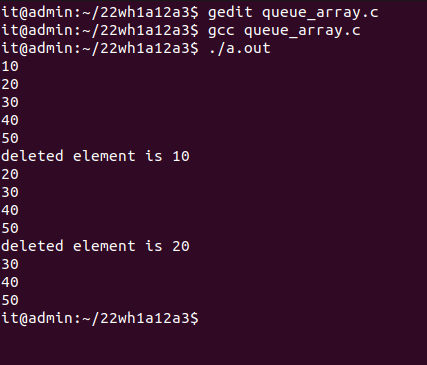 it@admin:~/22wh1a12a3$ gedit queue_array.c
it@admin:~/22wh1a12a3$ gcc queue_array.c
it@admin:~/22wh1a12a3$ ./a.out
10
20
30
40
50
deleted element is 10
20
30
40
50
deleted element is 20
30
40
50
it@admin:~/22wh1a12a3$